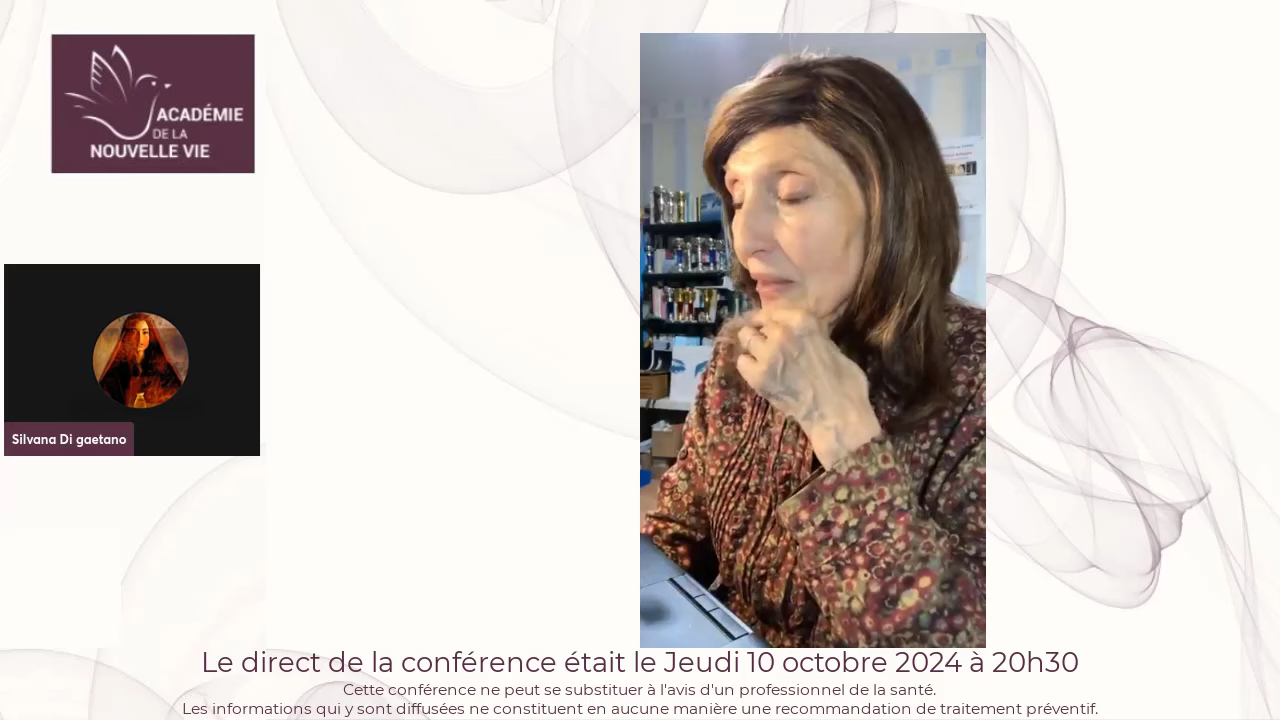 ACADÉMIE
DE LA
NOUVELLE VIE
Silvana Di gaetano
Le direct de la conférence était le Jeudi 10 octobre 2024 à 20h30
Cette conférence ne peut se substituer à l'avis d'un professionnel de la santé.
Les informations qui y sont diffusées ne constituent en aucune manière une recommandation de traitement préventif.